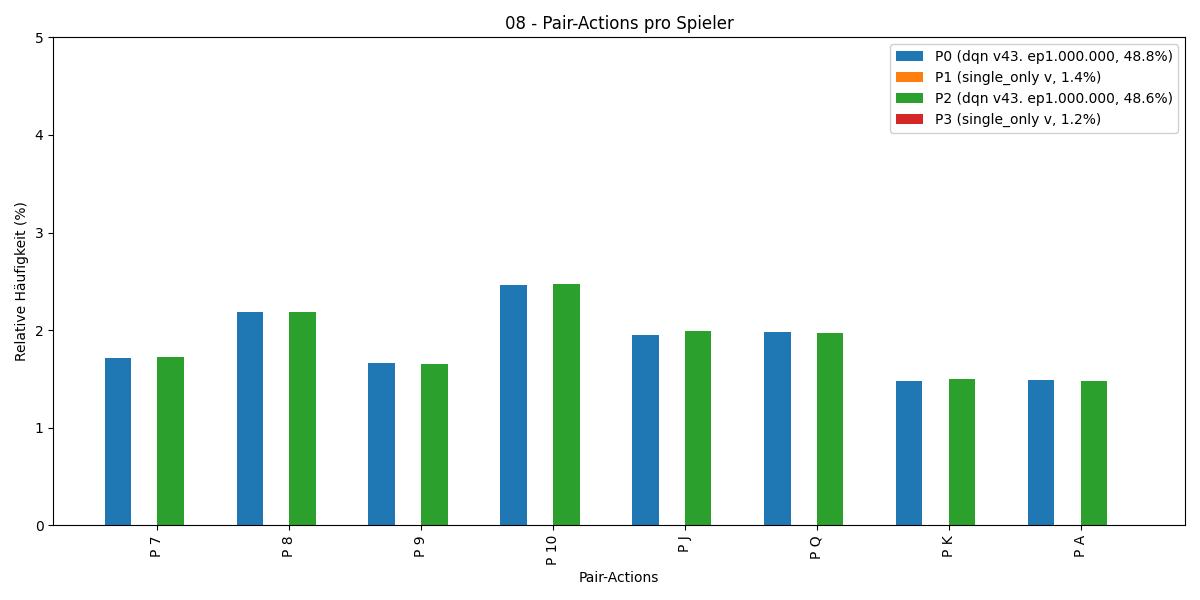 08 - Pair-Actions pro Spieler
P0 (dqn v43. ep1.000.000, 48.8%)
P1 (single_only v, 1.4%)
P2 (dqn v43. ep1.000.000, 48.6%)
P3 (single_only v, 1.2%)
Relative Häufigkeit (%)
5
4
3
2
1
0
P 7
P 8
P 9
P 10
P J
P Q
P K
P A
Pair-Actions